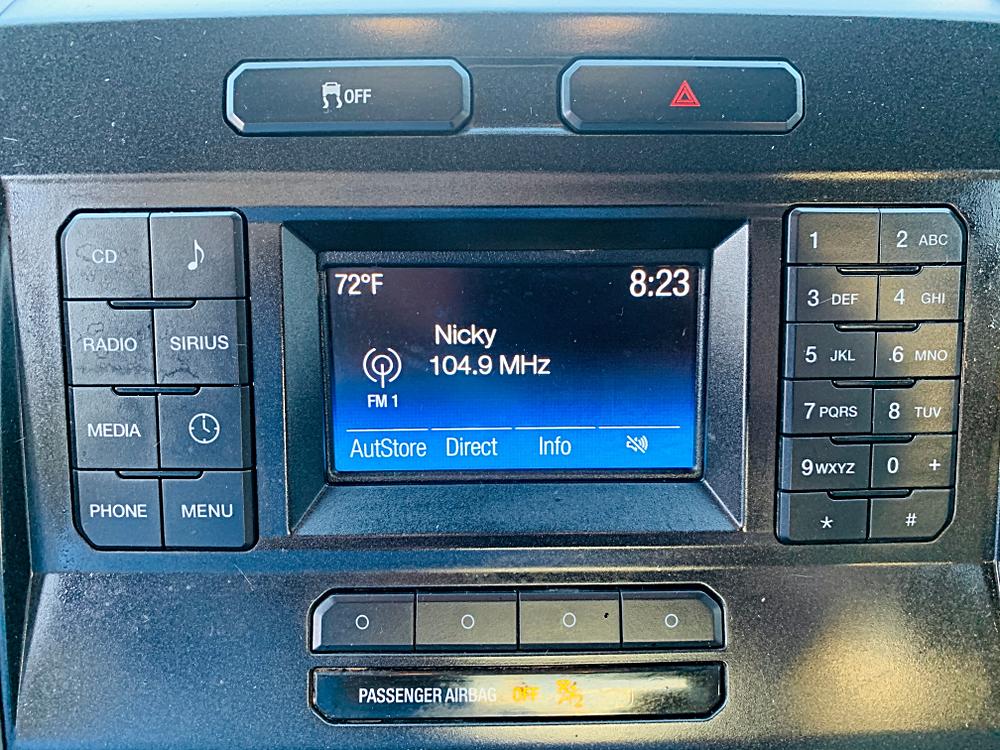 OFF
72°F 8:23
Nicky
104.9 MHz
FM 1
AutStore Direct Info
CD
RADIO SIRIUS
MEDIA
PHONE MENU
1 2 ABC
3 DEF 4 GHI
5 JKL 6 MNO
7 PQRS 8 TUV
9 WXYZ 0 +
* #
PASSENGER AIRBAG OFF 2